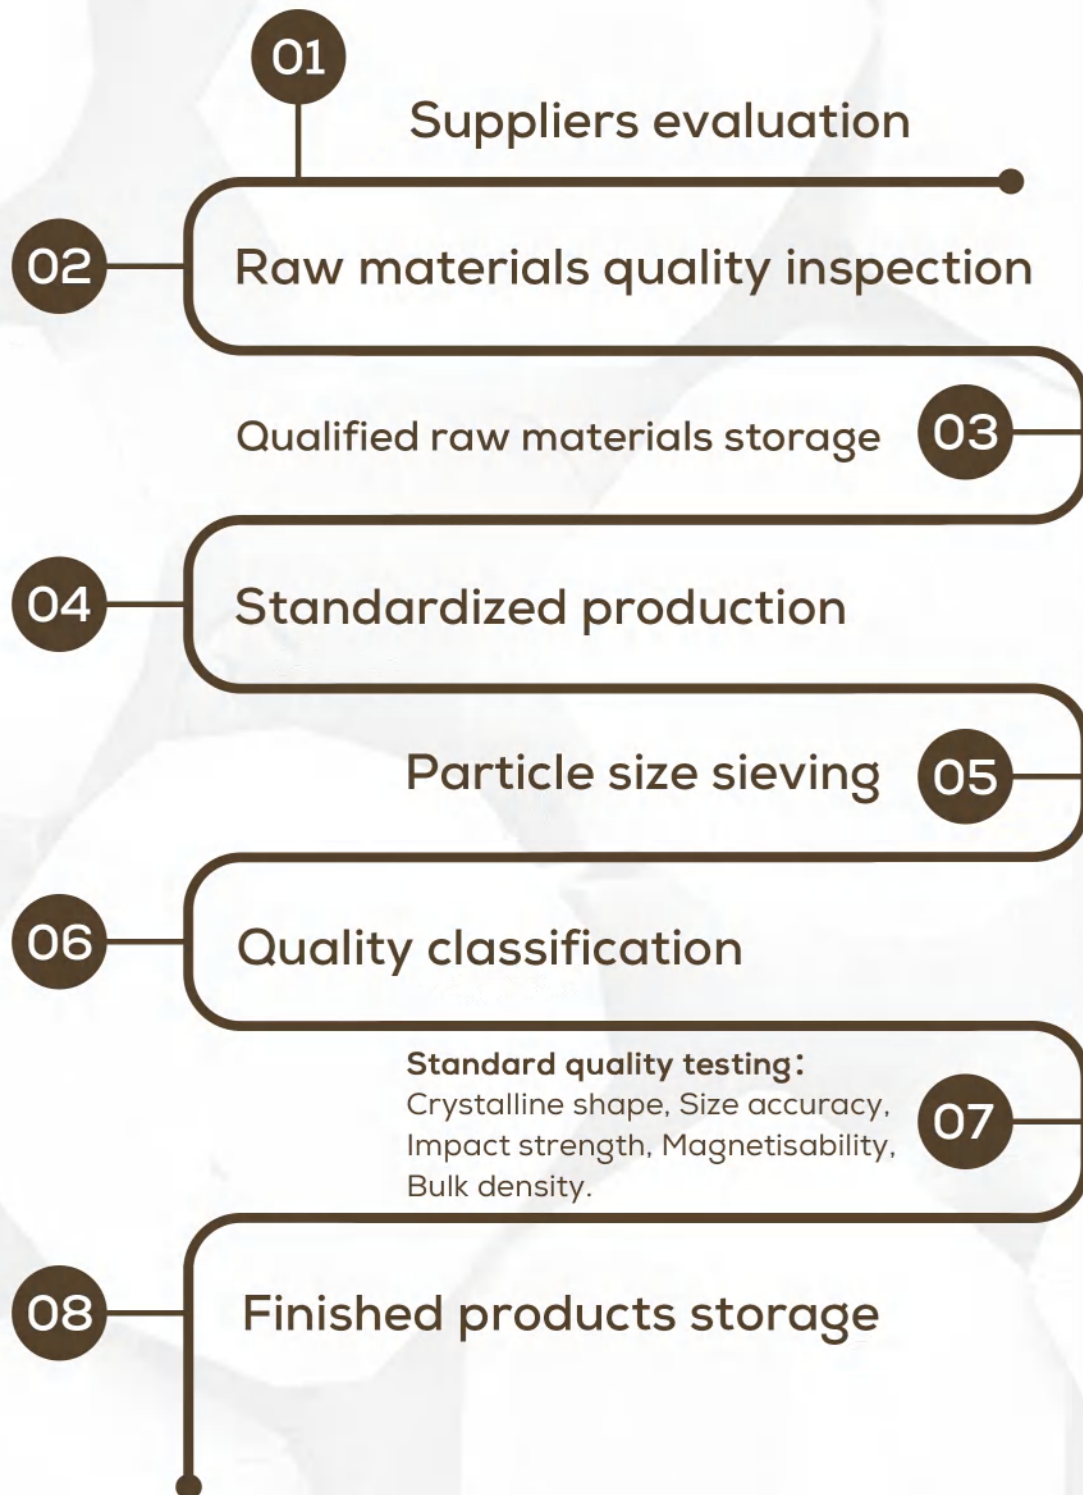 01
Suppliers evaluation
02
Raw materials quality inspection
Qualified raw materials storage
03
04
Standardized production
Particle size sieving
05
06
Quality classification
Standard quality testing:
Crystalline shape, Size accuracy,
Impact strength, Magnetisability,
Bulk density.
07
08
Finished products storage